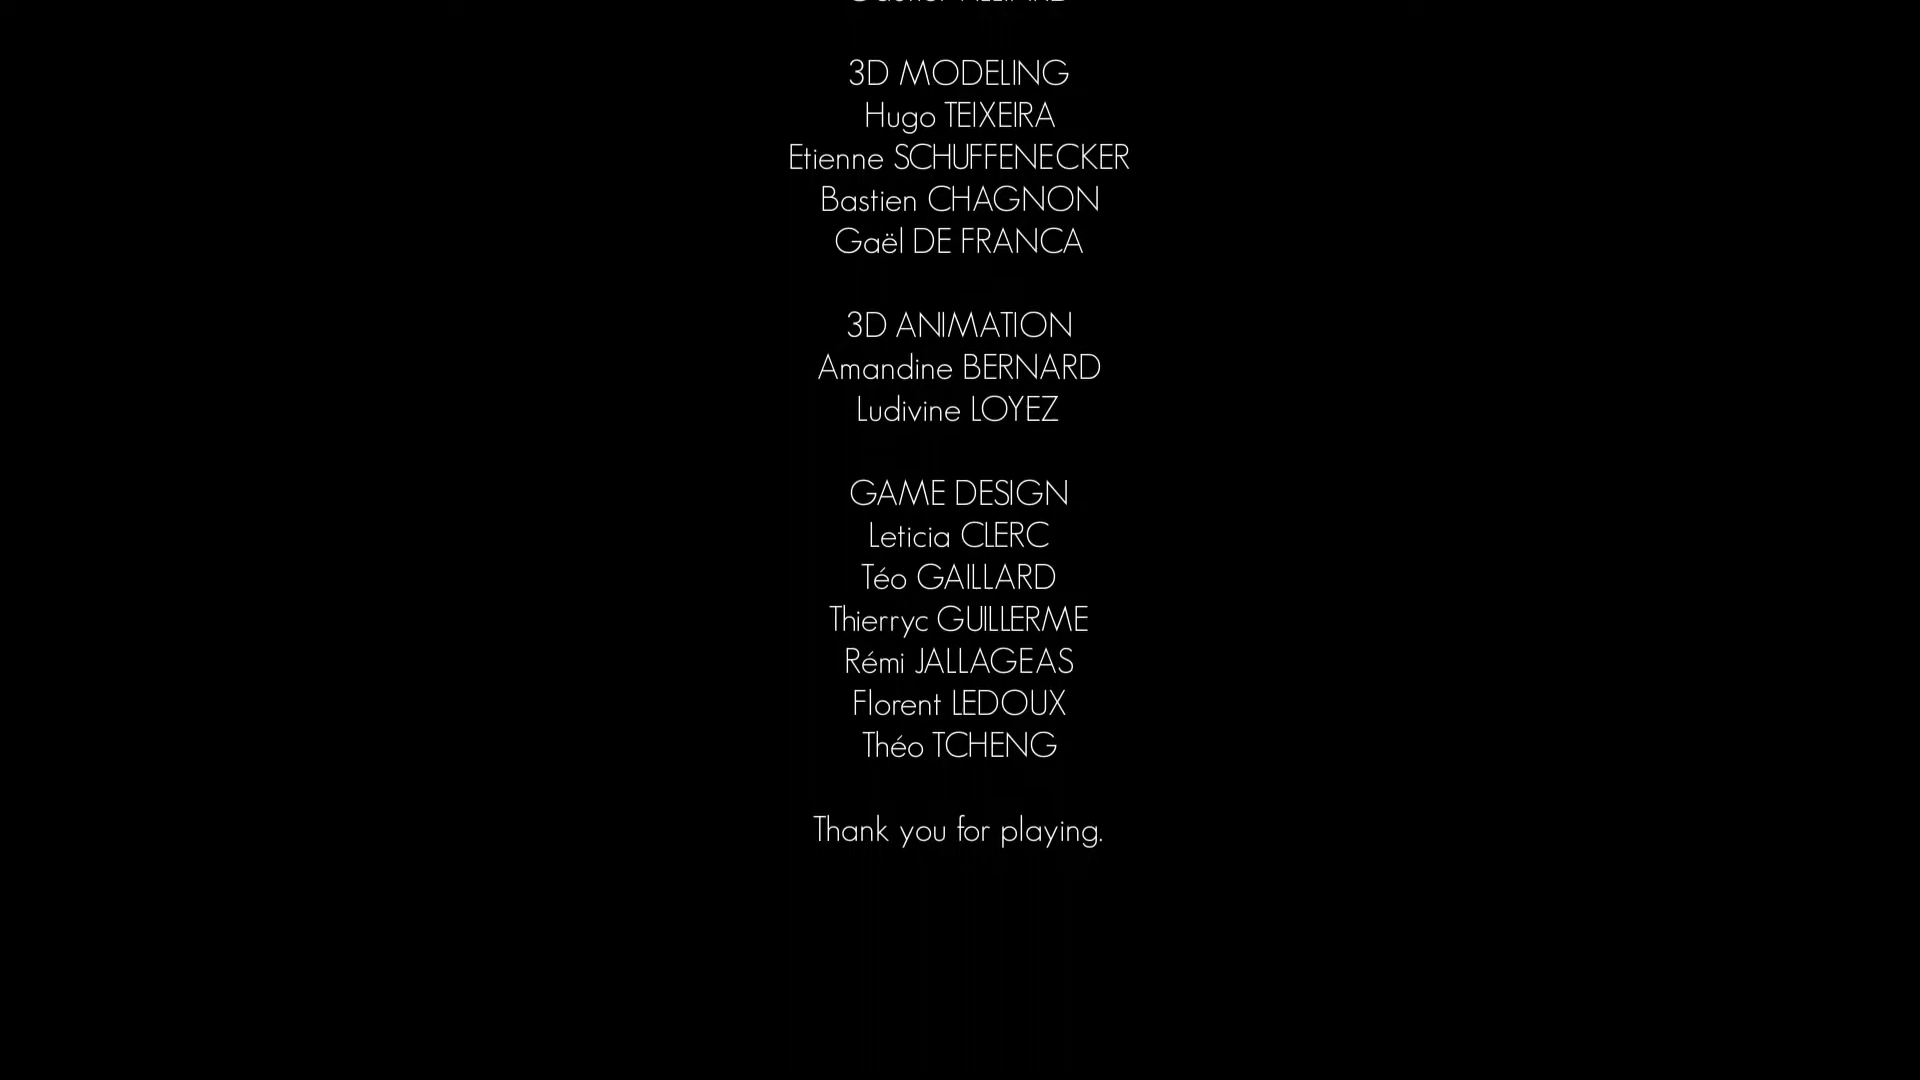 3D MODELING
Hugo TEIXEIRA
Etienne SCHUFFENECKER
Bastien CHAGNON
Gaël DE FRANCA
3D ANIMATION
Amandine BERNARD
Ludivine LOYEZ
GAME DESIGN
Leticia CLERC
Téo GAILLARD
Thierryc GUILLERME
Rémi JALLAGEAS
Florent LEDOUX
Théo TCHENG
Thank you for playing.